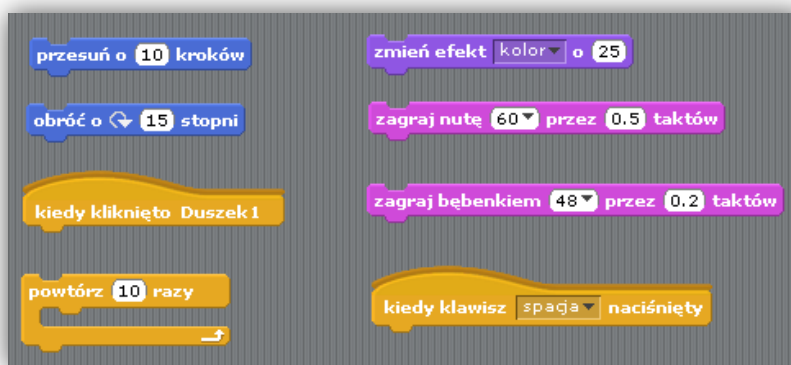 przesuń o 10 kroków
obróć o 15 stopni
kiedy kliknięto Duszek1
powtórz 10 razy
zmień efekt kolor o 25
zagraj nutę 60 przez 0.5 taktów
zagraj bębenkiem 48 przez 0.2 taktów
kiedy klawisz spacja naciśnięty